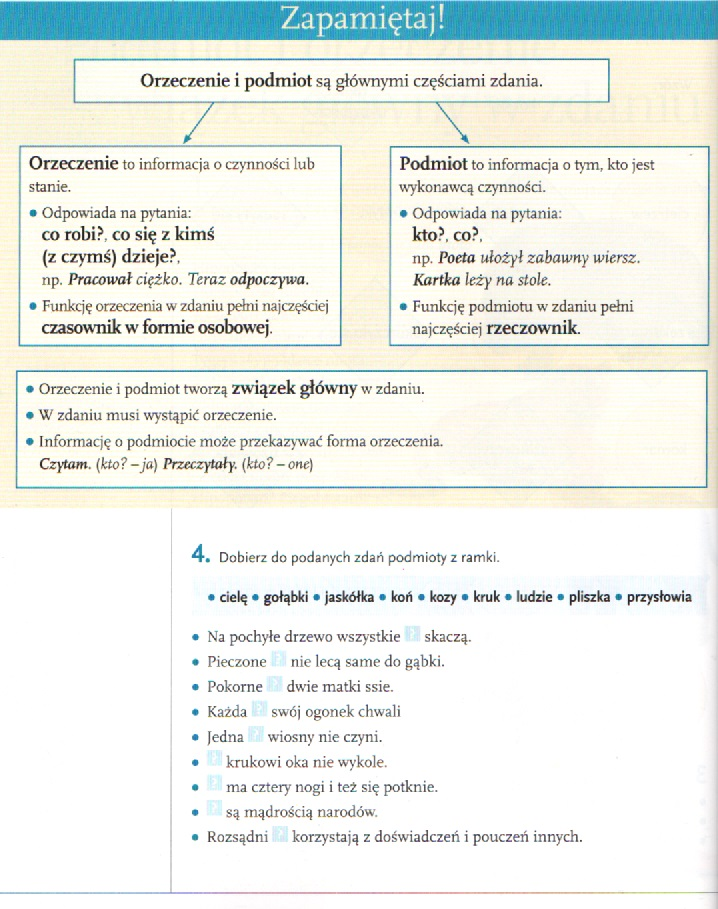 Zapamiętaj!
Orzeczenie i podmiot są głównymi częściami zdania.
Orzeczenie to informacja o czynności lub
stanie.
• Odpowiada na pytania:
co robi?, co się z kimś
(z czymś) dzieje?,
np. Pracował ciężko. Teraz odpoczywa.
• Funkcję orzeczenia w zdaniu pełni najczęściej
czasownik w formie osobowej.
Podmiot to informacja o tym, kto jest
wykonawcą czynności.
• Odpowiada na pytania:
kto?, co?,
np. Poeta ułożył zabawny wiersz.
Kartka leży na stole.
• Funkcję podmiotu w zdaniu pełni
najczęściej rzeczownik.
• Orzeczenie i podmiot tworzą związek główny w zdaniu.
• W zdaniu musi wystąpić orzeczenie.
• Informację o podmiocie może przekazywać forma orzeczenia.
Czytam. (kto? – ja) Przeczytały. (kto? – one)
4. Dobierz do podanych zdań podmioty z ramki.
• cielę • gołąbki • jaskółka • koń • kozy • kruk • ludzie • pliszka • przysłowia
• Na pochyłe drzewo wszystkie ? skaczą.
• Pieczone ? nie lecą same do gąbki.
• Pokorne ? dwie matki ssie.
• Każda ? swój ogonek chwali
• Jedna ? wiosny nie czyni.
• ? krukowi oka nie wykole.
• ? ma cztery nogi i też się potknie.
• ? są mądrością narodów.
• Rozsądni ? korzystają z doświadczeń i pouczeń innych.